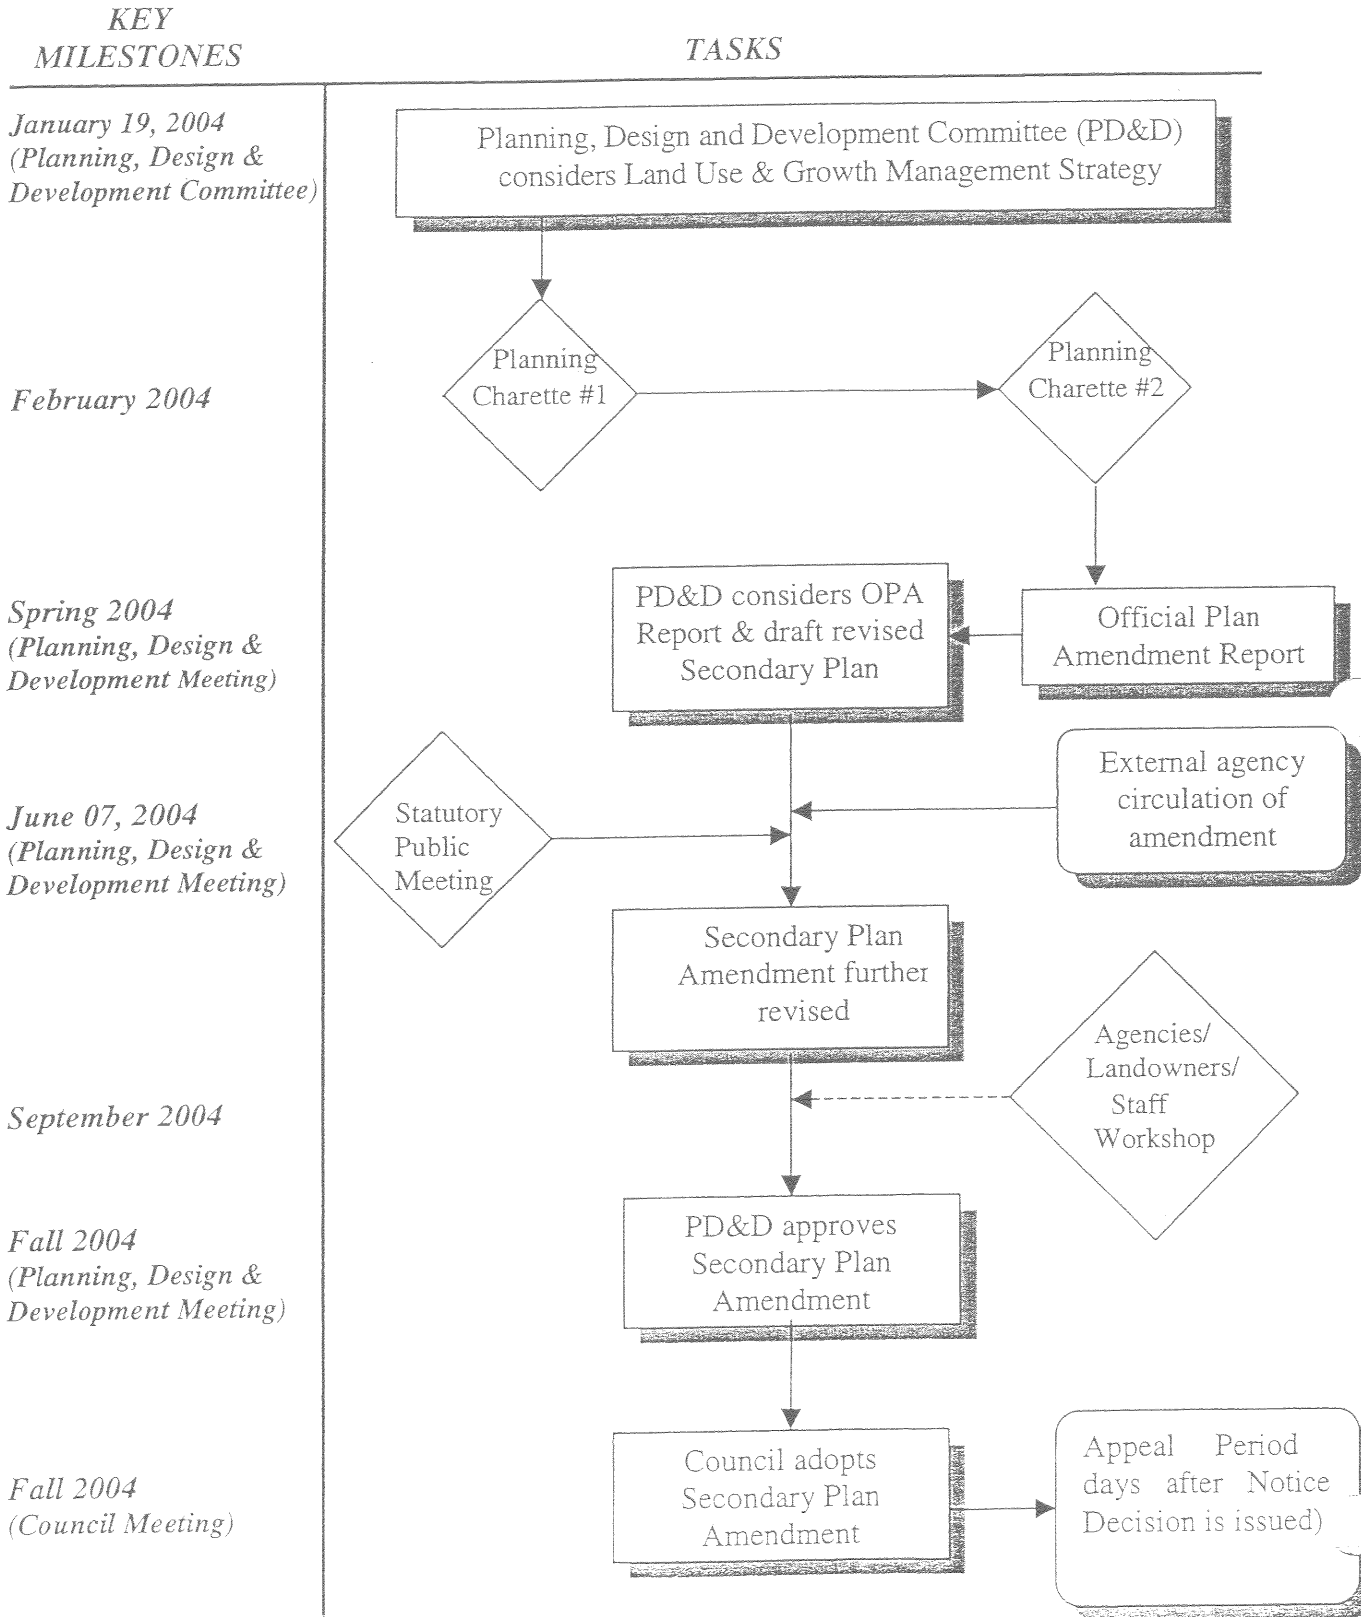 KEY
MILESTONES
TASKS
January 19, 2004
(Planning, Design &
Development Committee)
Planning, Design and Development Committee (PD&D)
considers Land Use & Growth Management Strategy
February 2004
Planning
Charette #1
Planning
Charette #2
Spring 2004
(Planning, Design &
Development Meeting)
PD&D considers OPA
Report & draft revised
Secondary Plan
Official Plan
Amendment Report
June 07, 2004
(Planning, Design &
Development Meeting)
Statutory
Public
Meeting
External agency
circulation of
amendment
Secondary Plan
Amendment further
revised
September 2004
Agencies/
Landowners/
Staff
Workshop
Fall 2004
(Planning, Design &
Development Meeting)
PD&D approves
Secondary Plan
Amendment
Fall 2004
(Council Meeting)
Council adopts
Secondary Plan
Amendment
Appeal Period
days after Notice
Decision is issued)